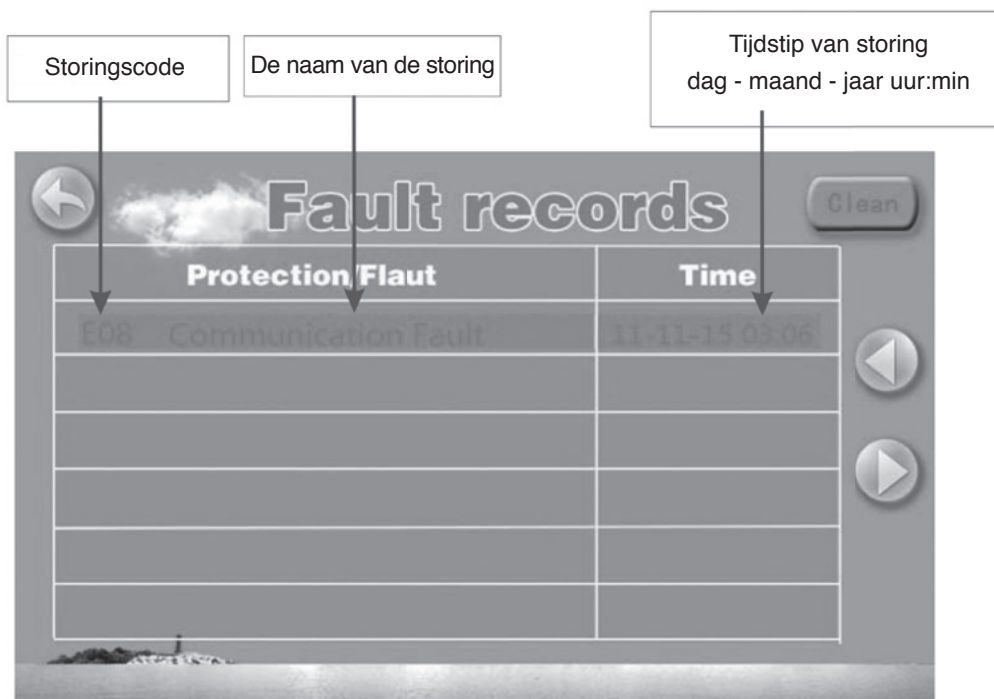 Storingscode
De naam van de storing
Tijdstip van storing
dag - maand - jaar uur:min
Fault records
Clean
Protection/Flaut
Time
E08 Communication Fault
11-11-15 03:06